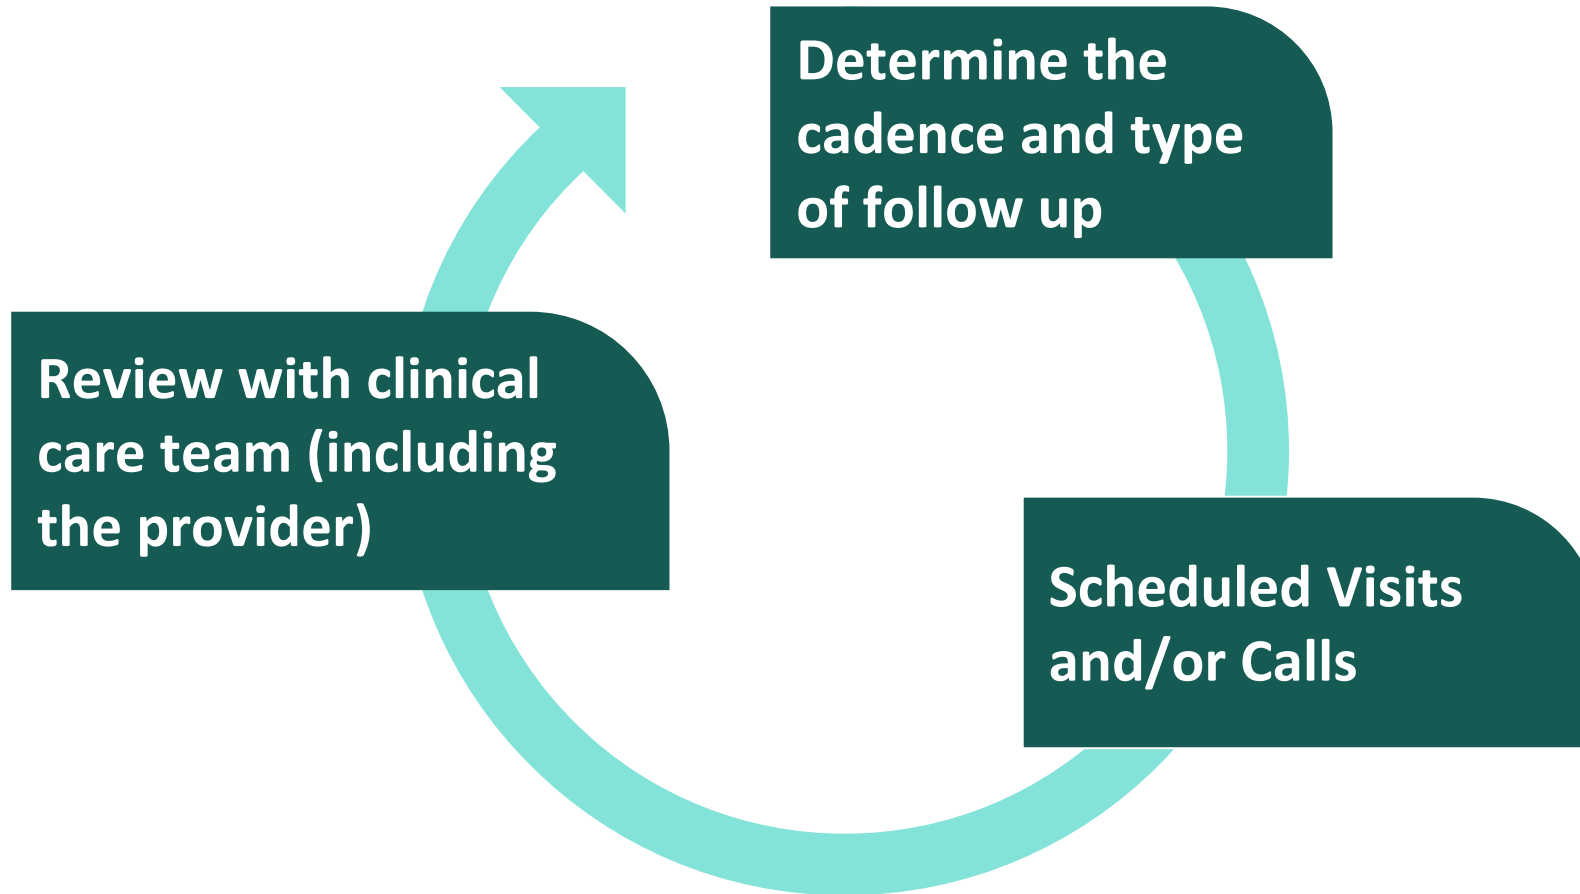 Determine the
cadence and type
of follow up
Review with clinical
care team (including
the provider)
Scheduled Visits
and/or Calls